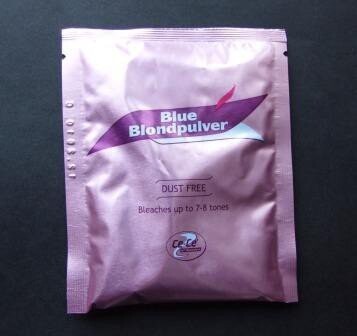 Blue
Blondpulver
DUST FREE
Bleaches up to 7-8 tones
Ce Ce